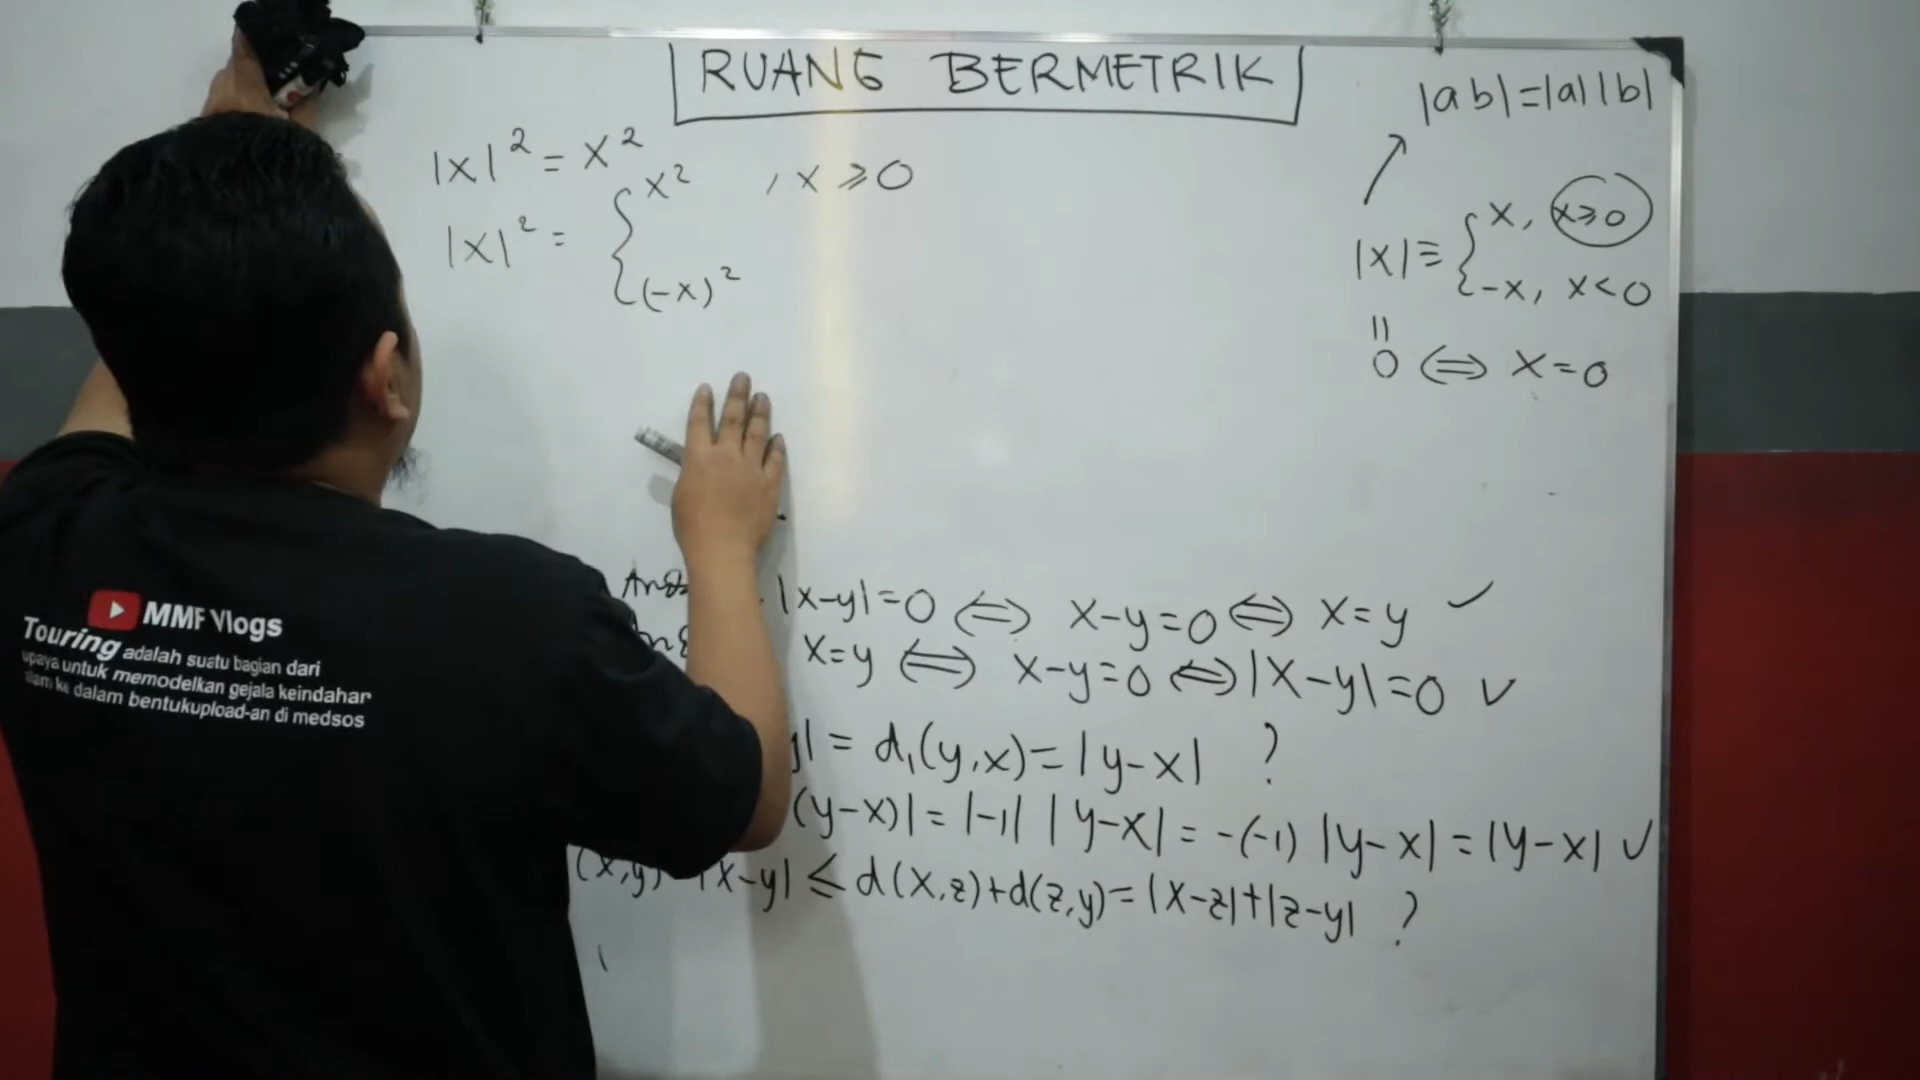 RUANG BERMETRIK
|x|² = x²
|x|² = { x² , x ≥ 0
(-x)²
|ab| = |a||b|
|x| ≡ { x, x≥0
-x, x<0
||
0 ⇔ x=0
|x-y|=0 ⇔ x-y=0 ⇔ x=y ✓
x=y ⇔ x-y=0 ⇔ |x-y|=0 ✓
y| = d₁(y,x) = |y-x| ?
(y-x)| = |-1| |y-x| = -(-1) |y-x| = |y-x| ✓
(x,y) |x-y| ≤ d(x,z)+d(z,y) = |x-z|+|z-y| ?
MMF Vlogs
Touring adalah suatu bagian dari
upaya untuk memodelkan gejala keindahan
alam ke dalam bentukupload-an di medsos